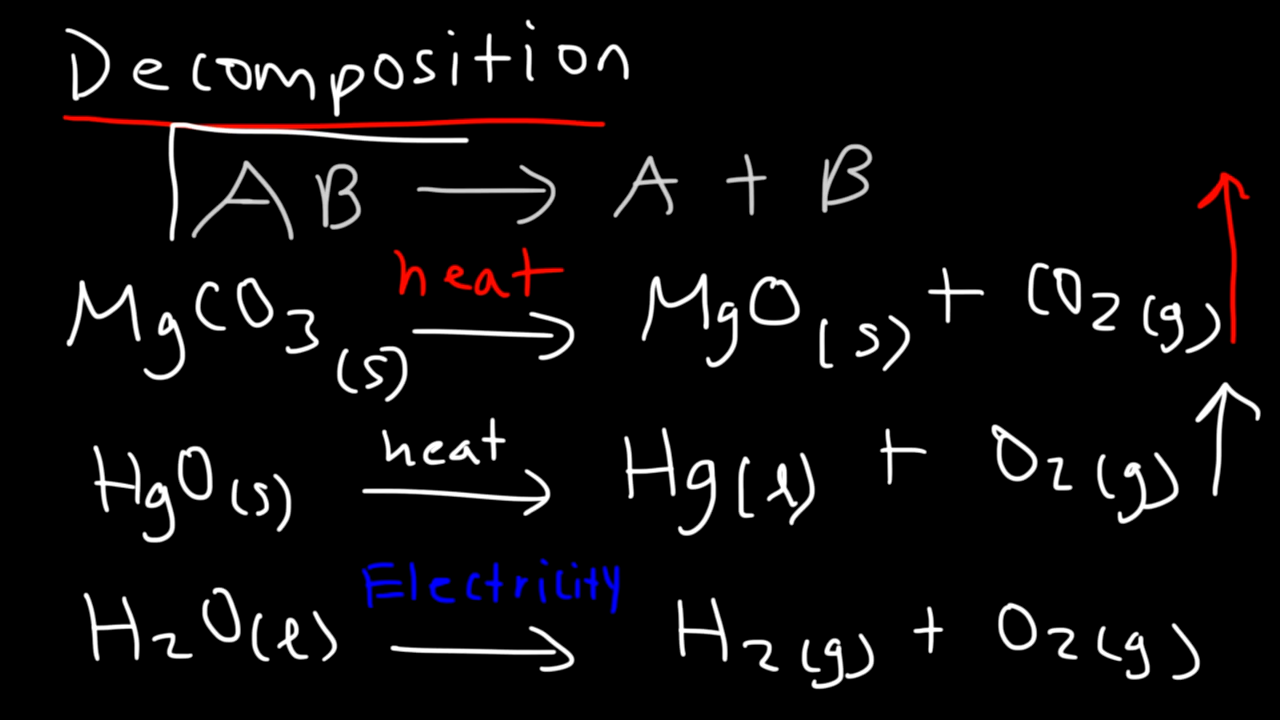 Decomposition
AB → A + B
MgCO₃(s) heat → MgO(s) + CO₂(g) ↑
HgO(s) heat → Hg(l) + O₂(g) ↑
H₂O(l) Electricity → H₂(g) + O₂(g)